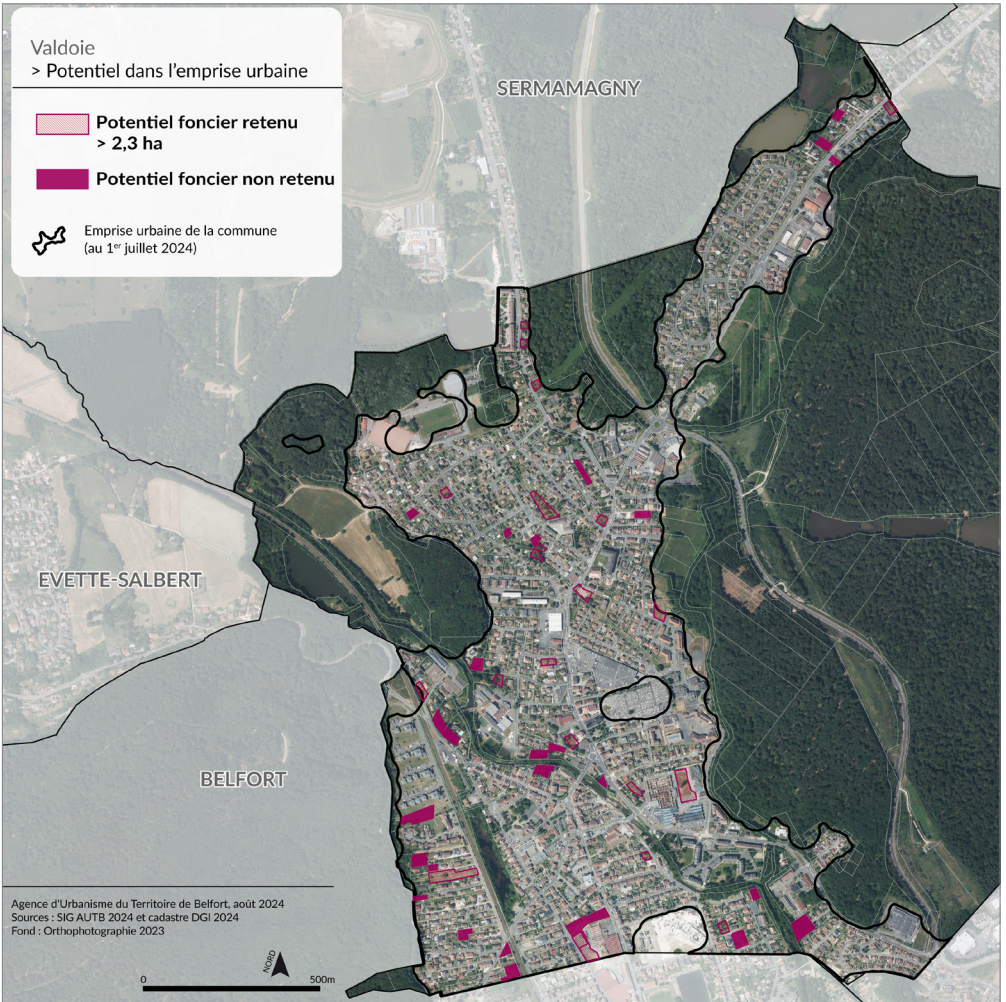 Valdoie
> Potentiel dans l'emprise urbaine
Potentiel foncier retenu
> 2,3 ha
Potentiel foncier non retenu
Emprise urbaine de la commune
(au 1er juillet 2024)
SERMAMAGNY
EVETTE-SALBERT
BELFORT
Agence d'Urbanisme du Territoire de Belfort, août 2024
Sources : SIG AUTB 2024 et cadastre DGI 2024
Fond : Orthophotographie 2023
NORD
0 500m